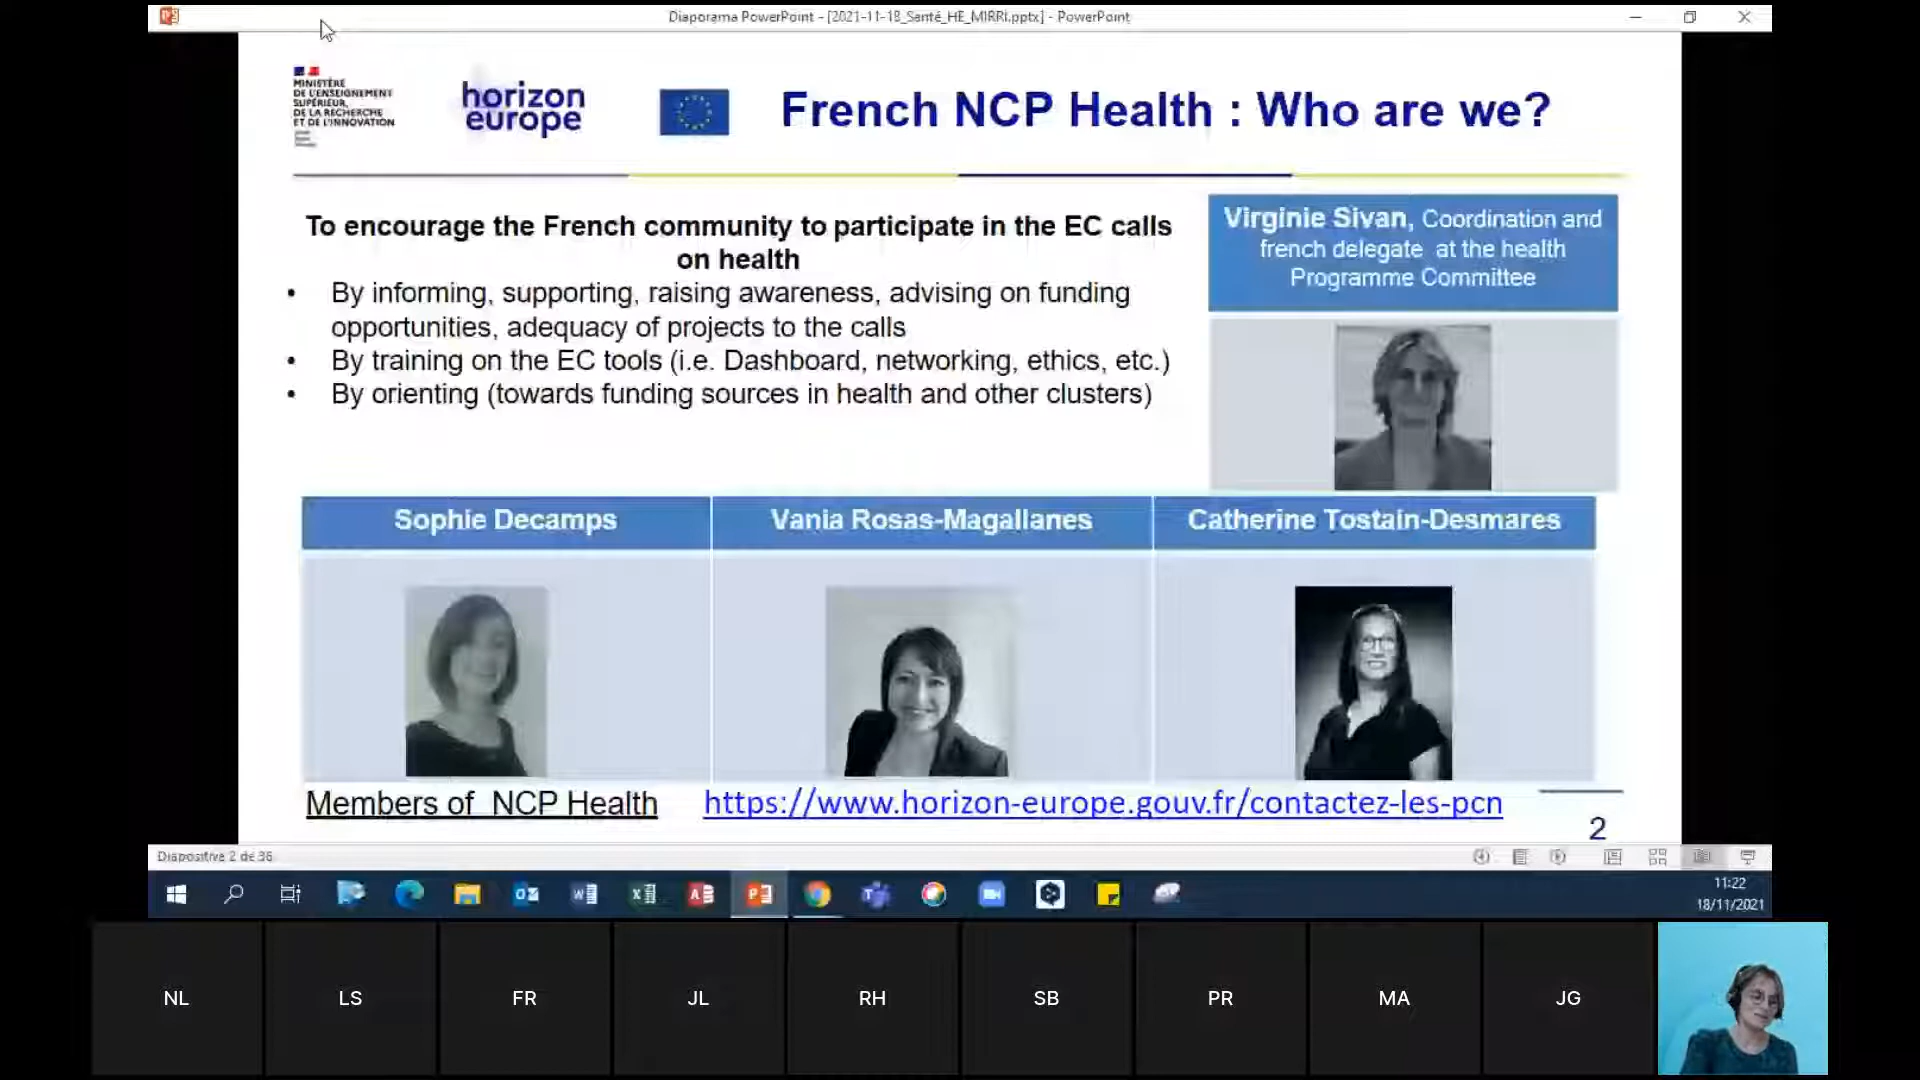 Diaporama PowerPoint - [2021-11-18_Santé_HE_MIRRI.pptx] - PowerPoint
MINISTÈRE
DE L'ENSEIGNEMENT
SUPÉRIEUR,
DE LA RECHERCHE
ET DE L'INNOVATION
horizon
europe
French NCP Health : Who are we?
To encourage the French community to participate in the EC calls
on health
• By informing, supporting, raising awareness, advising on funding
opportunities, adequacy of projects to the calls
• By training on the EC tools (i.e. Dashboard, networking, ethics, etc.)
• By orienting (towards funding sources in health and other clusters)
Virginie Sivan, Coordination and
french delegate at the health
Programme Committee
Sophie Decamps
Vania Rosas-Magallanes
Catherine Tostain-Desmares
Members of NCP Health
https://www.horizon-europe.gouv.fr/contactez-les-pcn
2
Diapositive 2 de 36
11:22
18/11/2021
NL
LS
FR
JL
RH
SB
PR
MA
JG